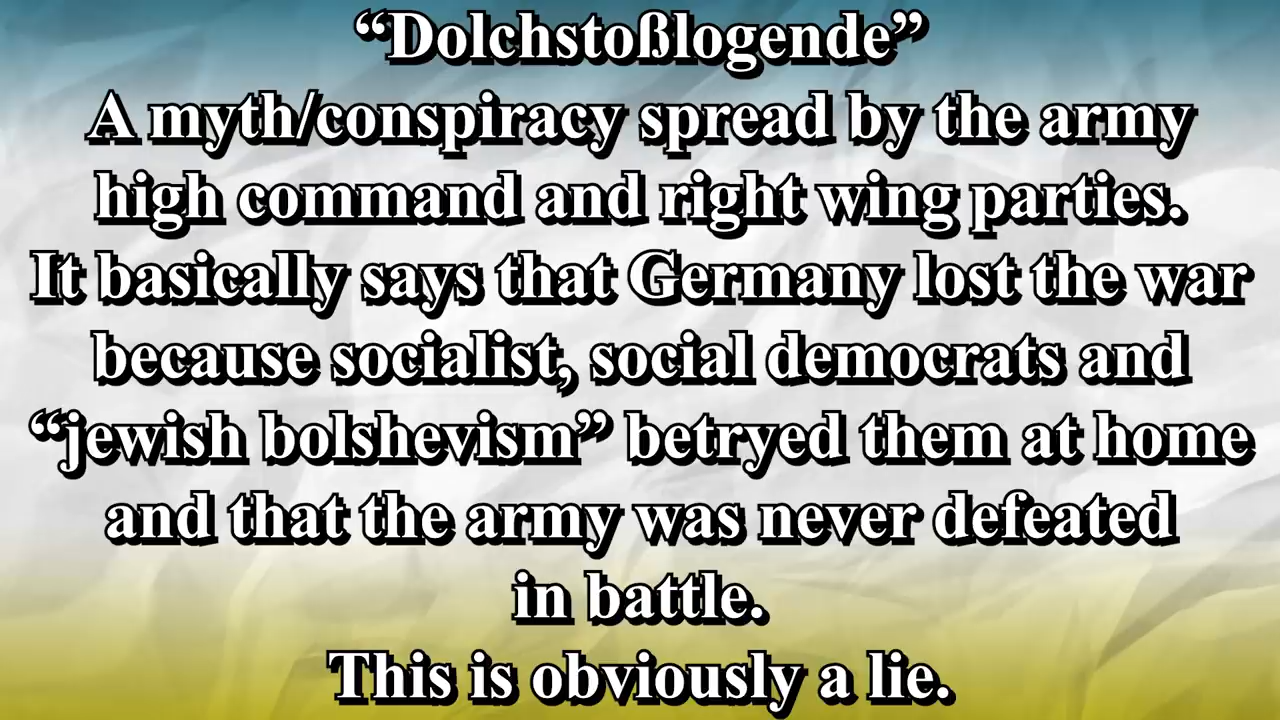 “Dolchstoßlogende”
A myth/conspiracy spread by the army
high command and right wing parties.
It basically says that Germany lost the war
because socialist, social democrats and
“jewish bolshevism” betryed them at home
and that the army was never defeated
in battle.
This is obviously a lie.